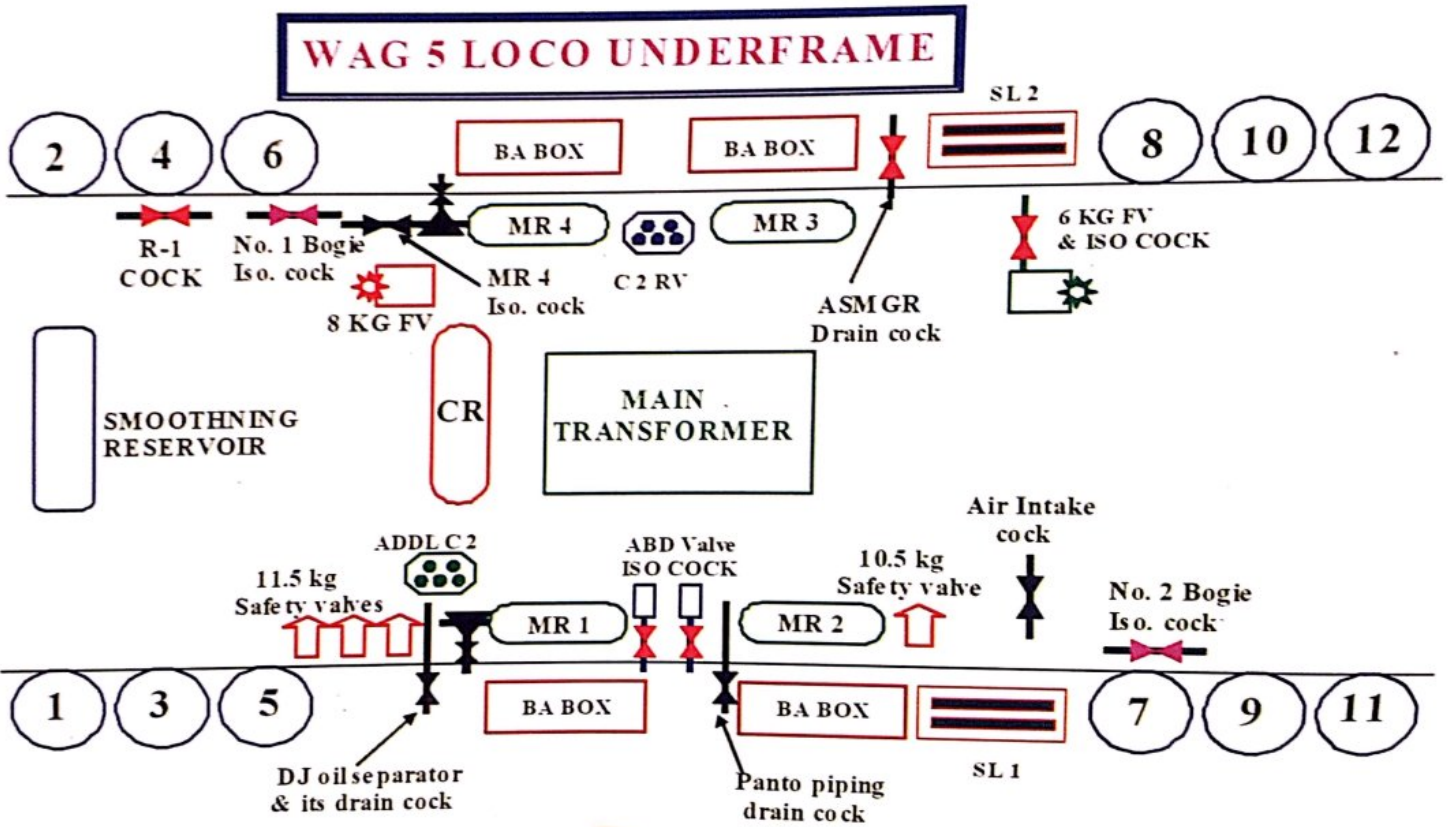 WAG 5 LOCO UNDERFRAME
SL 2
2
4
6
BA BOX
BA BOX
8
10
12
R-1
COCK
No. 1 Bogie
Iso. cock
MR 4
MR 3
6 KG FV
& ISO COCK
MR 4
Iso. cock
C 2 RV
8 KG FV
ASMGR
Drain cock
SMOOTHNING
RESERVOIR
CR
MAIN
TRANSFORMER
Air Intake
cock
ADDL C 2
ABD Valve
ISO COCK
11.5 kg
Safety valves
10.5 kg
Safety valve
No. 2 Bogie
Iso. cock
MR 1
MR 2
1
3
5
BA BOX
BA BOX
7
9
11
SL 1
DJ oil separator
& its drain cock
Panto piping
drain cock